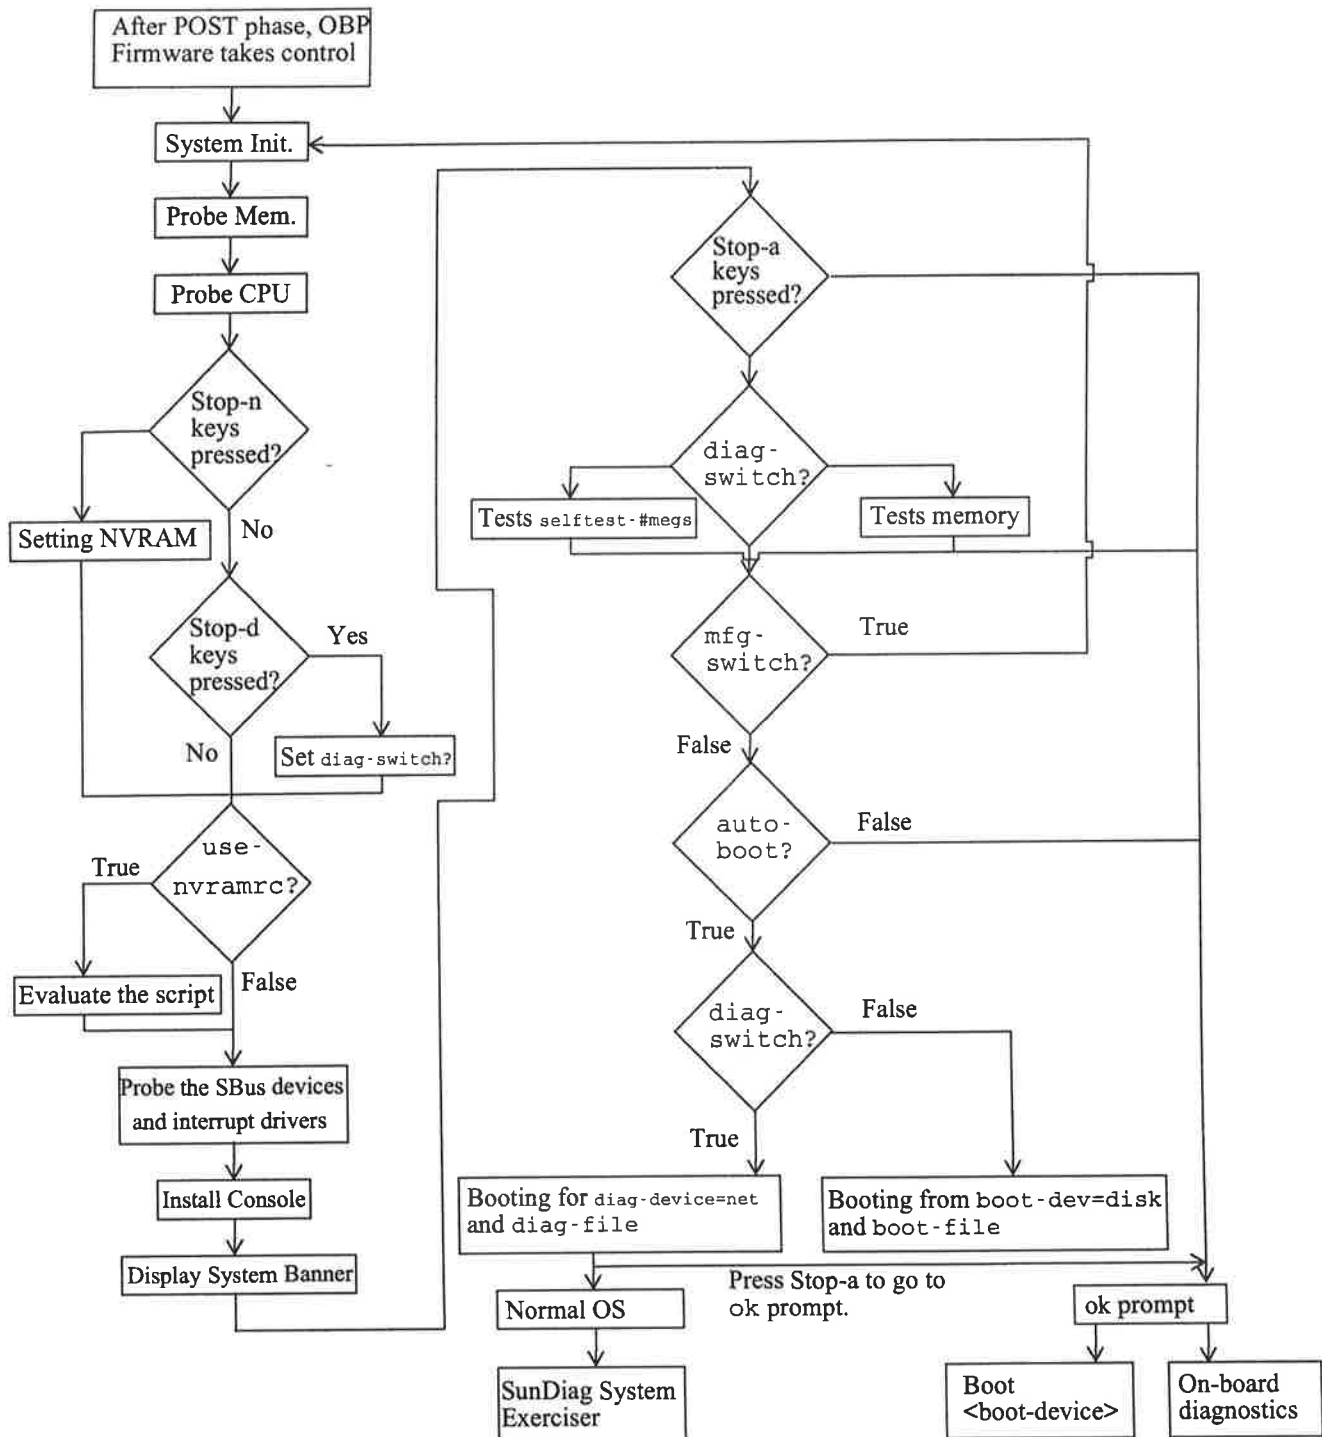 After POST phase, OBP
Firmware takes control
System Init.
Probe Mem.
Probe CPU
Stop-n
keys
pressed?
No
Setting NVRAM
Stop-d
keys
pressed?
Yes
No
Set diag-switch?
use-
nvramrc?
True
False
Evaluate the script
Probe the SBus devices
and interrupt drivers
Install Console
Display System Banner
Stop-a
keys
pressed?
diag-
switch?
Tests selftest-#megs
Tests memory
mfg-
switch?
True
False
auto-
boot?
False
True
diag-
switch?
False
True
Booting for diag-device=net
and diag-file
Booting from boot-dev=disk
and boot-file
Press Stop-a to go to
ok prompt.
Normal OS
ok prompt
SunDiag System
Exerciser
Boot
<boot-device>
On-board
diagnostics